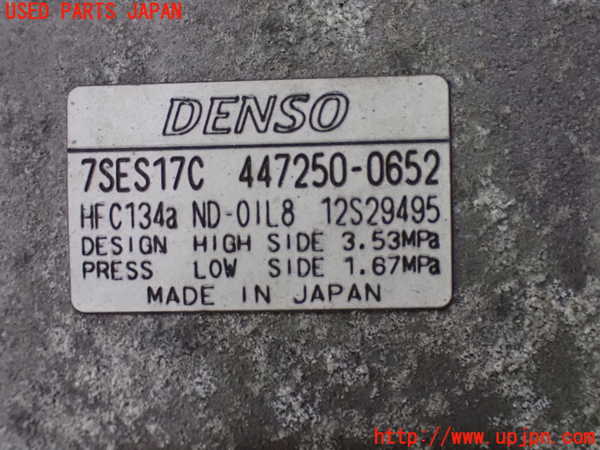 USED PARTS JAPAN
DENSO
7SES17C 447250-0652
HFC134a ND-OIL8 12S29495
DESIGN HIGH SIDE 3.53MPa
PRESS LOW SIDE 1.67MPa
MADE IN JAPAN
http://www.upjpn.com/